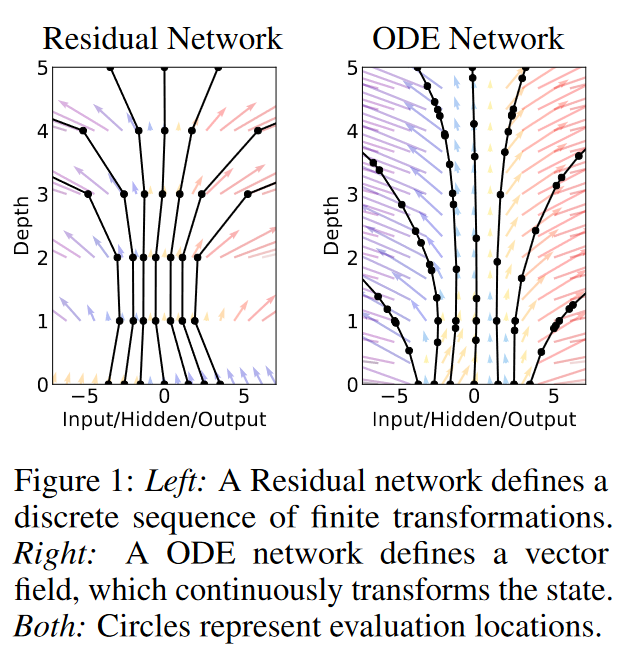 Residual Network
ODE Network
5
4
3
2
1
0
Depth
−5
0
5
Input/Hidden/Output
5
4
3
2
1
0
Depth
−5
0
5
Input/Hidden/Output
Figure 1: Left: A Residual network defines a
discrete sequence of finite transformations.
Right: A ODE network defines a vector
field, which continuously transforms the state.
Both: Circles represent evaluation locations.